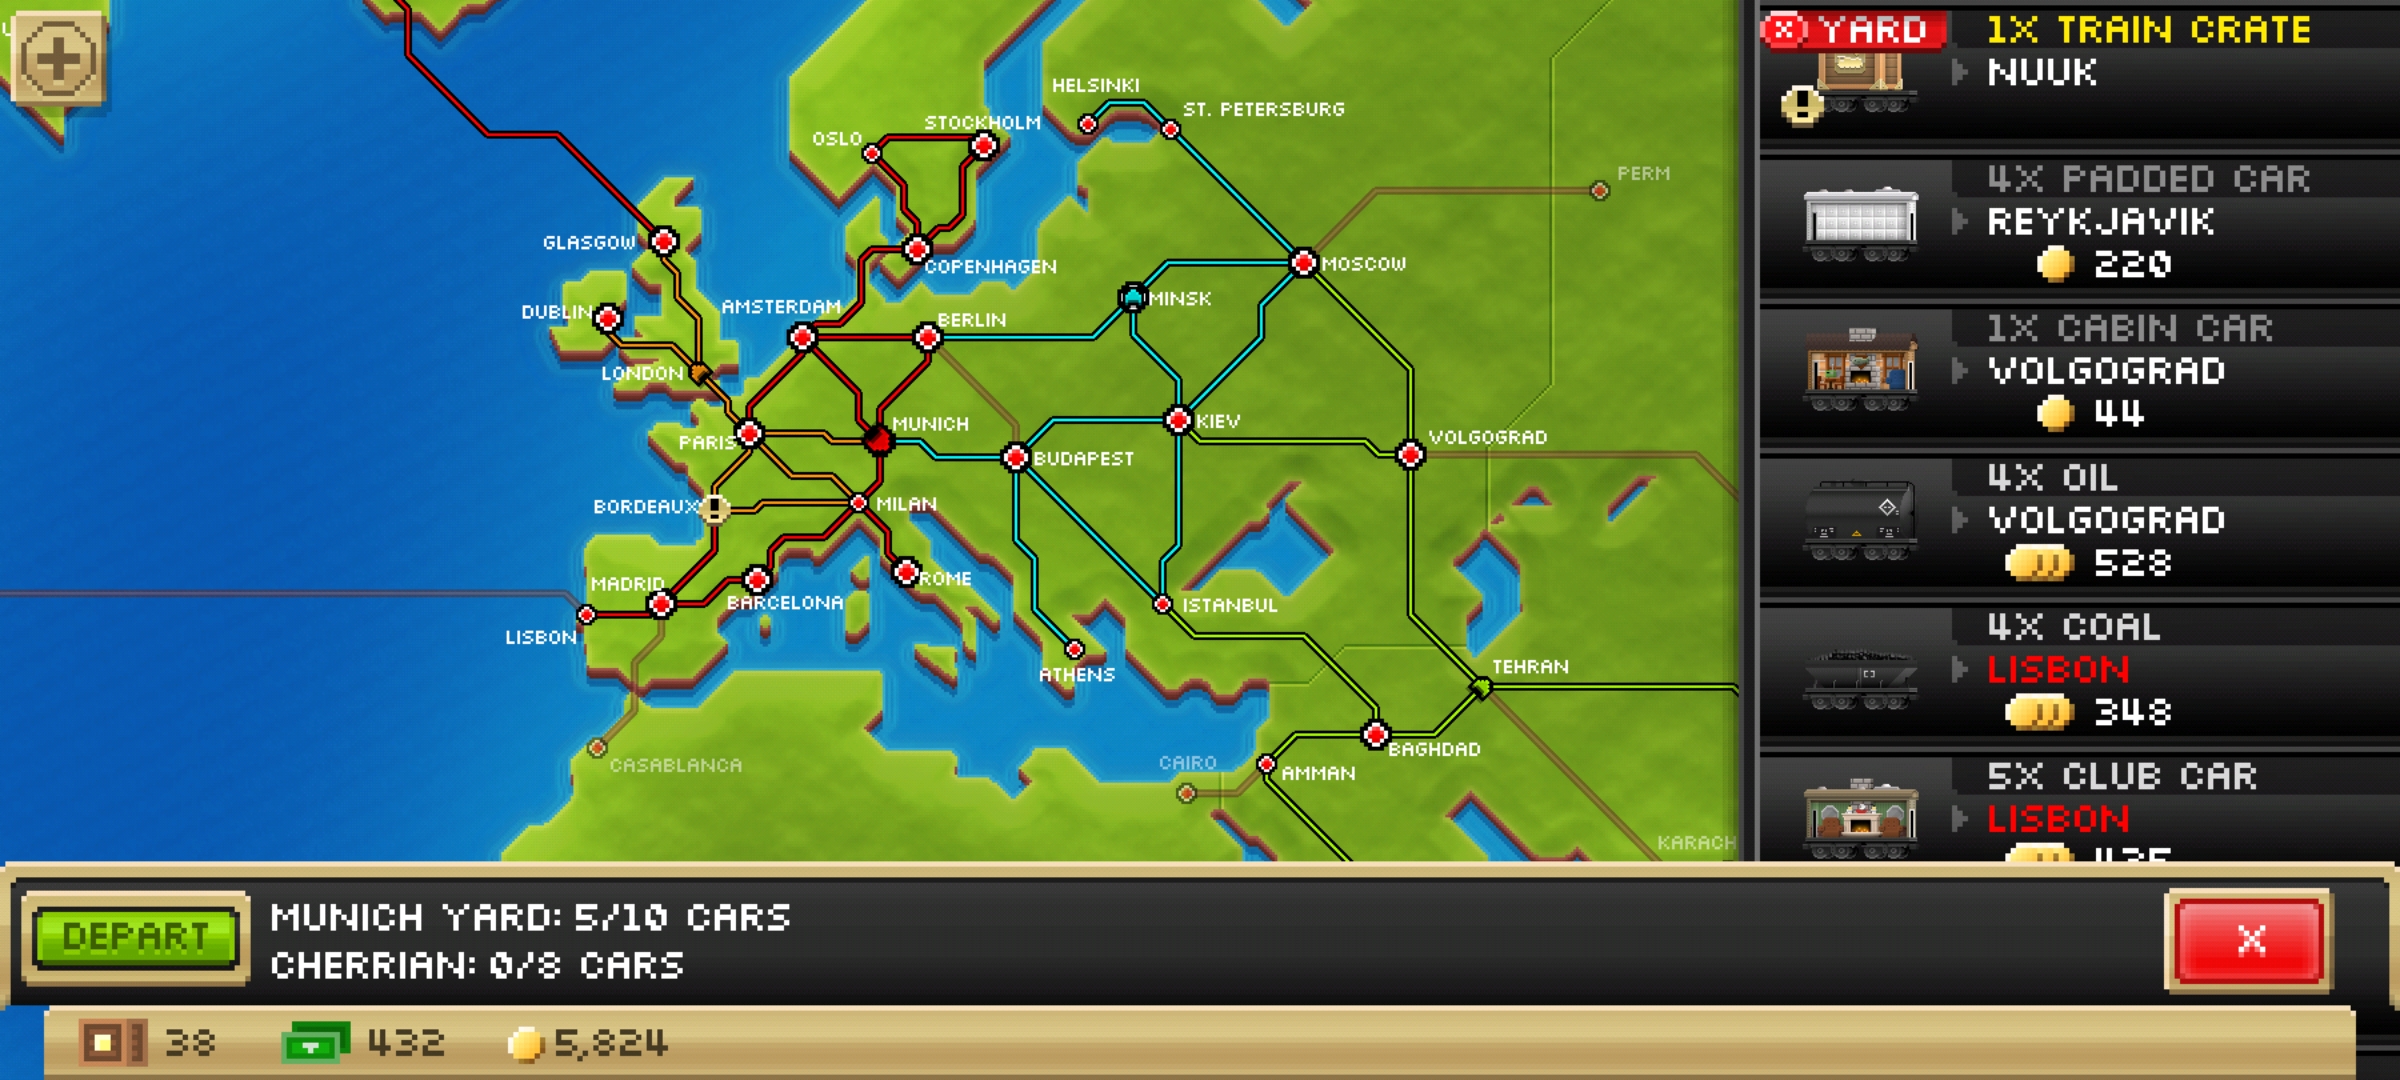 HELSINKI
ST. PETERSBURG
STOCKHOLM
OSLO
PERM
GLASGOW
COPENHAGEN
MOSCOW
DUBLIN
AMSTERDAM
BERLIN
MINSK
LONDON
PARIS
MUNICH
KIEV
BUDAPEST
VOLGOGRAD
BORDEAUX
MILAN
MADRID
ROME
BARCELONA
ISTANBUL
LISBON
ATHENS
TEHRAN
CASABLANCA
CAIRO
BAGHDAD
AMMAN
KARACH
X YARD
1X TRAIN CRATE
NUUK
!
4X PADDED CAR
REYKJAVIK
220
1X CABIN CAR
VOLGOGRAD
44
4X OIL
VOLGOGRAD
528
4X COAL
LISBON
348
5X CLUB CAR
LISBON
DEPART
MUNICH YARD: 5/10 CARS
CHERRIAN: 0/8 CARS
X
38
432
5,824